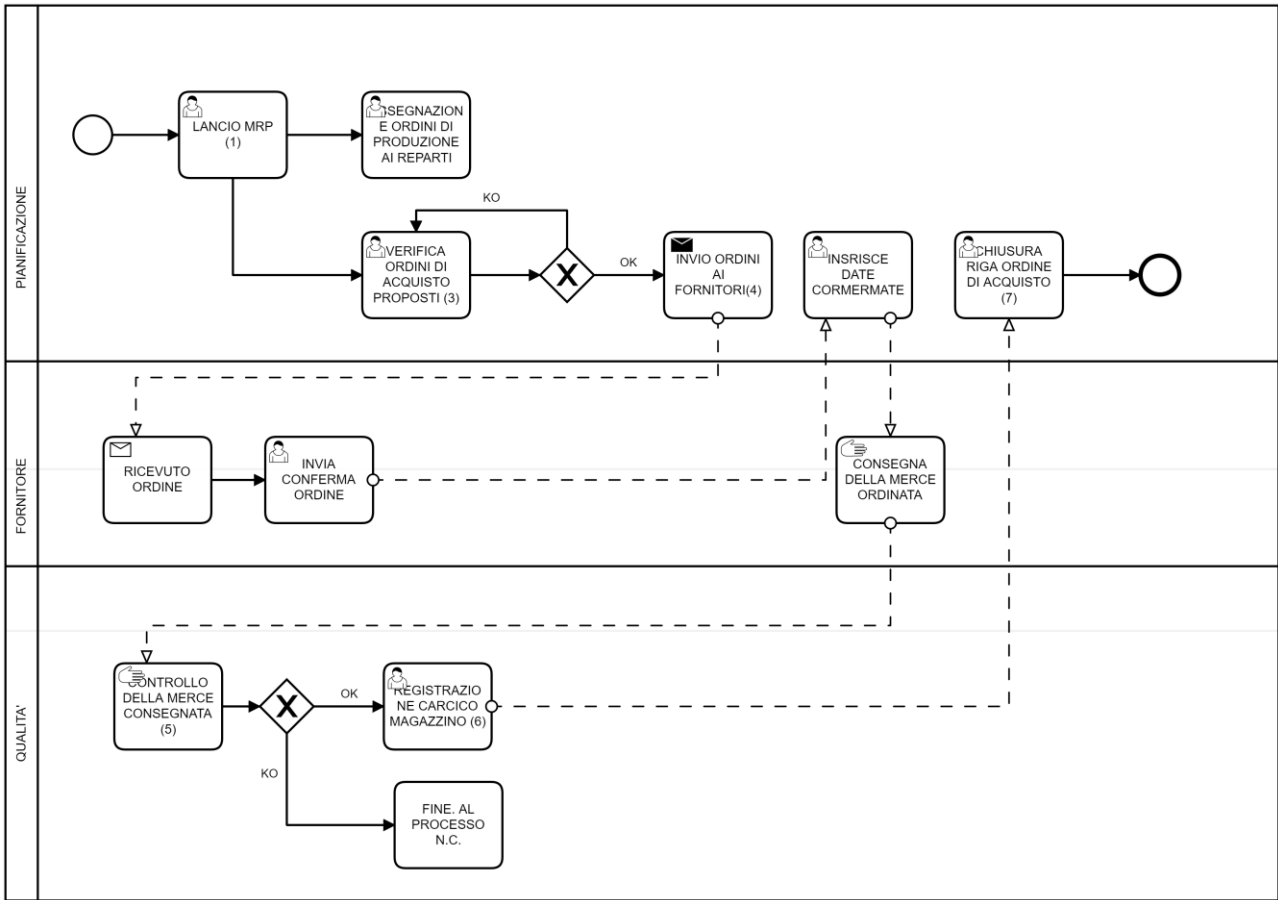 PIANIFICAZIONE
LANCIO MRP
(1)
SSEGNAZION
E ORDINI DI
PRODUZIONE
AI REPARTI
KO
VERIFICA
ORDINI DI
ACQUISTO
PROPOSTI (3)
OK
INVIO ORDINI
AI
FORNITORI(4)
INSRISCE
DATE
CORMERMATE
CHIUSURA
RIGA ORDINE
DI ACQUISTO
(7)
FORNITORE
RICEVUTO
ORDINE
INVIA
CONFERMA
ORDINE
CONSEGNA
DELLA MERCE
ORDINATA
QUALITA'
CONTROLLO
DELLA MERCE
CONSEGNATA
(5)
OK
REGISTRAZIO
NE CARCICO
MAGAZZINO (6)
KO
FINE. AL
PROCESSO
N.C.